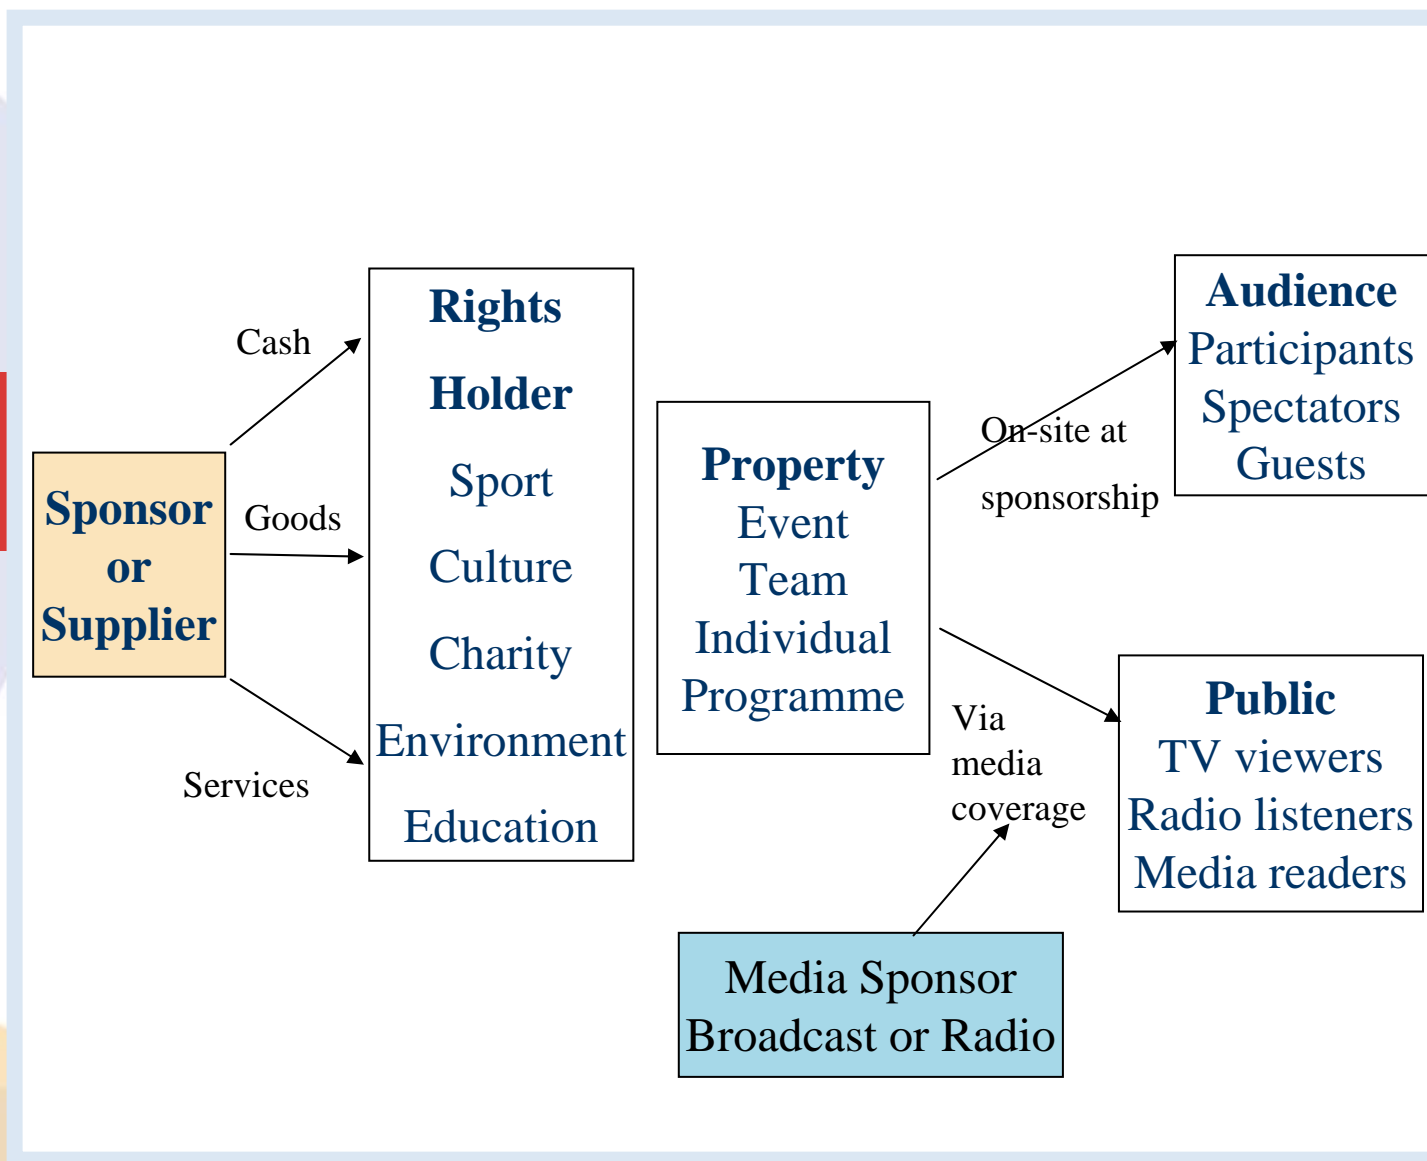 Sponsor
or
Supplier
Cash
Goods
Services
Rights
Holder
Sport
Culture
Charity
Environment
Education
Property
Event
Team
Individual
Programme
On-site at
sponsorship
Via
media
coverage
Audience
Participants
Spectators
Guests
Public
TV viewers
Radio listeners
Media readers
Media Sponsor
Broadcast or Radio